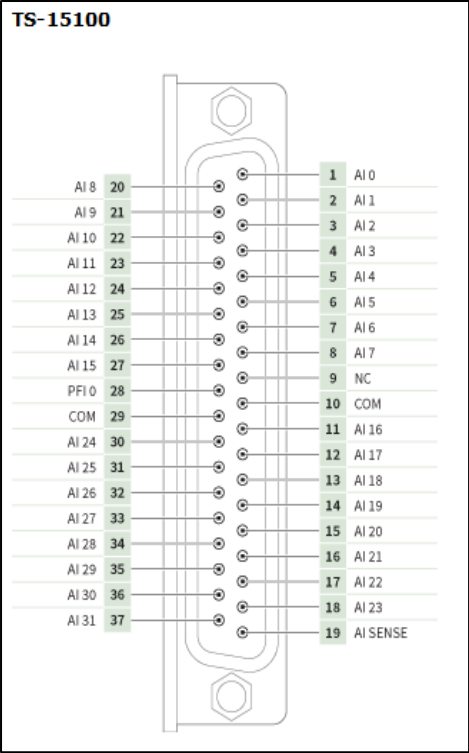 TS-15100
1 AI 0
AI 8 20
2 AI 1
AI 9 21
3 AI 2
AI 10 22
4 AI 3
AI 11 23
5 AI 4
AI 12 24
6 AI 5
AI 13 25
7 AI 6
AI 14 26
8 AI 7
AI 15 27
9 NC
PFI 0 28
10 COM
COM 29
11 AI 16
AI 24 30
12 AI 17
AI 25 31
13 AI 18
AI 26 32
14 AI 19
AI 27 33
15 AI 20
AI 28 34
16 AI 21
AI 29 35
17 AI 22
AI 30 36
18 AI 23
AI 31 37
19 AI SENSE